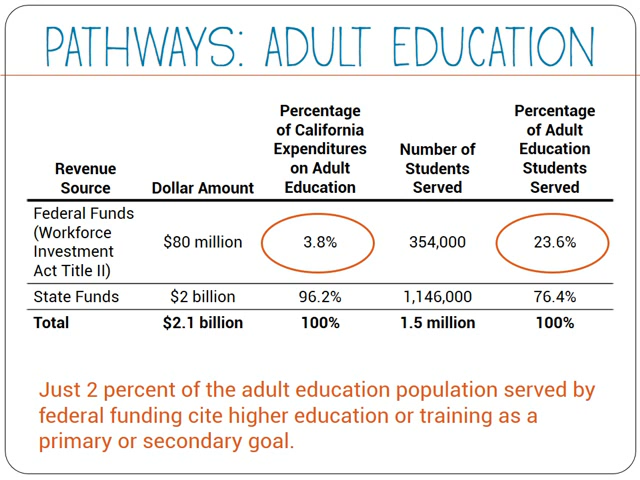 PATHWAYS: ADULT EDUCATION
Revenue Source | Dollar Amount | Percentage of California Expenditures on Adult Education | Number of Students Served | Percentage of Adult Education Students Served
Federal Funds (Workforce Investment Act Title II) | $80 million | 3.8% | 354,000 | 23.6%
State Funds | $2 billion | 96.2% | 1,146,000 | 76.4%
Total | $2.1 billion | 100% | 1.5 million | 100%
Just 2 percent of the adult education population served by
federal funding cite higher education or training as a
primary or secondary goal.